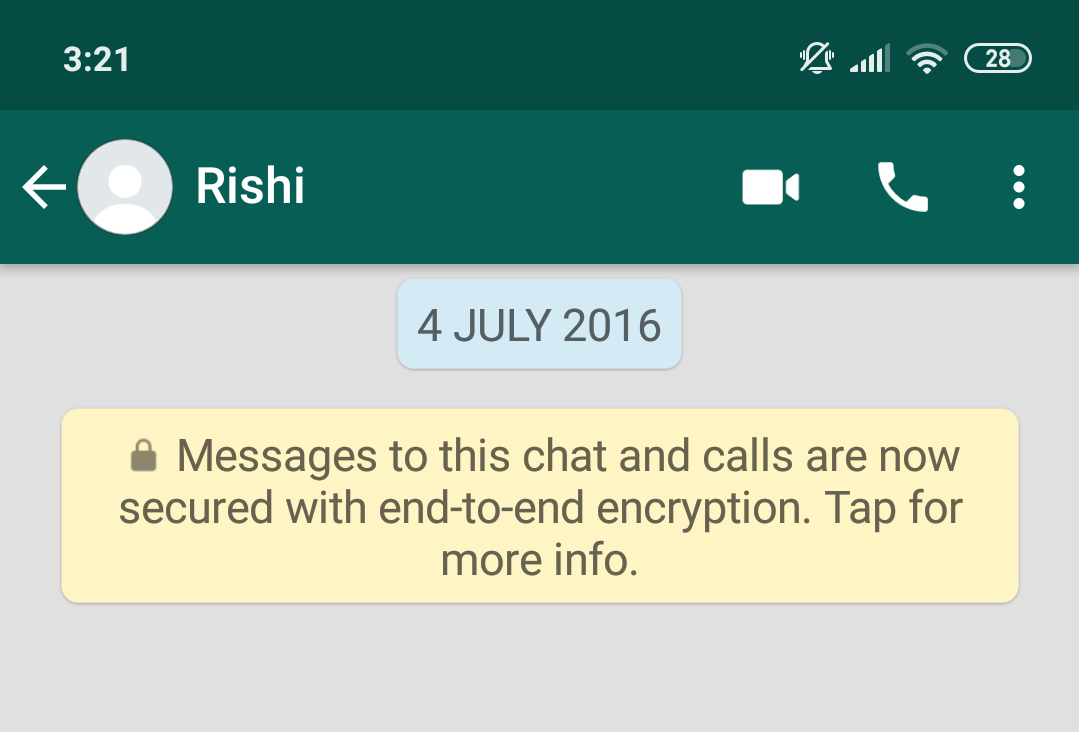 3:21
28
Rishi
4 JULY 2016
Messages to this chat and calls are now
secured with end-to-end encryption. Tap for
more info.